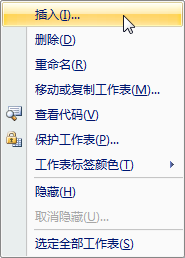 插入(I)...
删除(D)
重命名(R)
移动或复制工作表(M)...
查看代码(V)
保护工作表(P)...
工作表标签颜色(T)
隐藏(H)
取消隐藏(U)...
选定全部工作表(S)